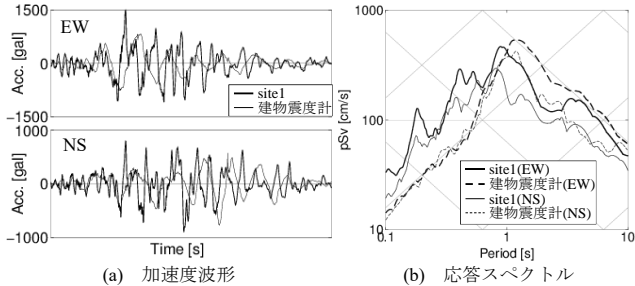 1500
EW
Acc. [gal]
0
site1
建物震度計
-1500
1000
NS
Acc. [gal]
0
-1000
Time [s]
(a) 加速度波形
1000
pSv [cm/s]
100
site1(EW)
建物震度計(EW)
site1(NS)
建物震度計(NS)
10
0.1
1
10
Period [s]
(b) 応答スペクトル